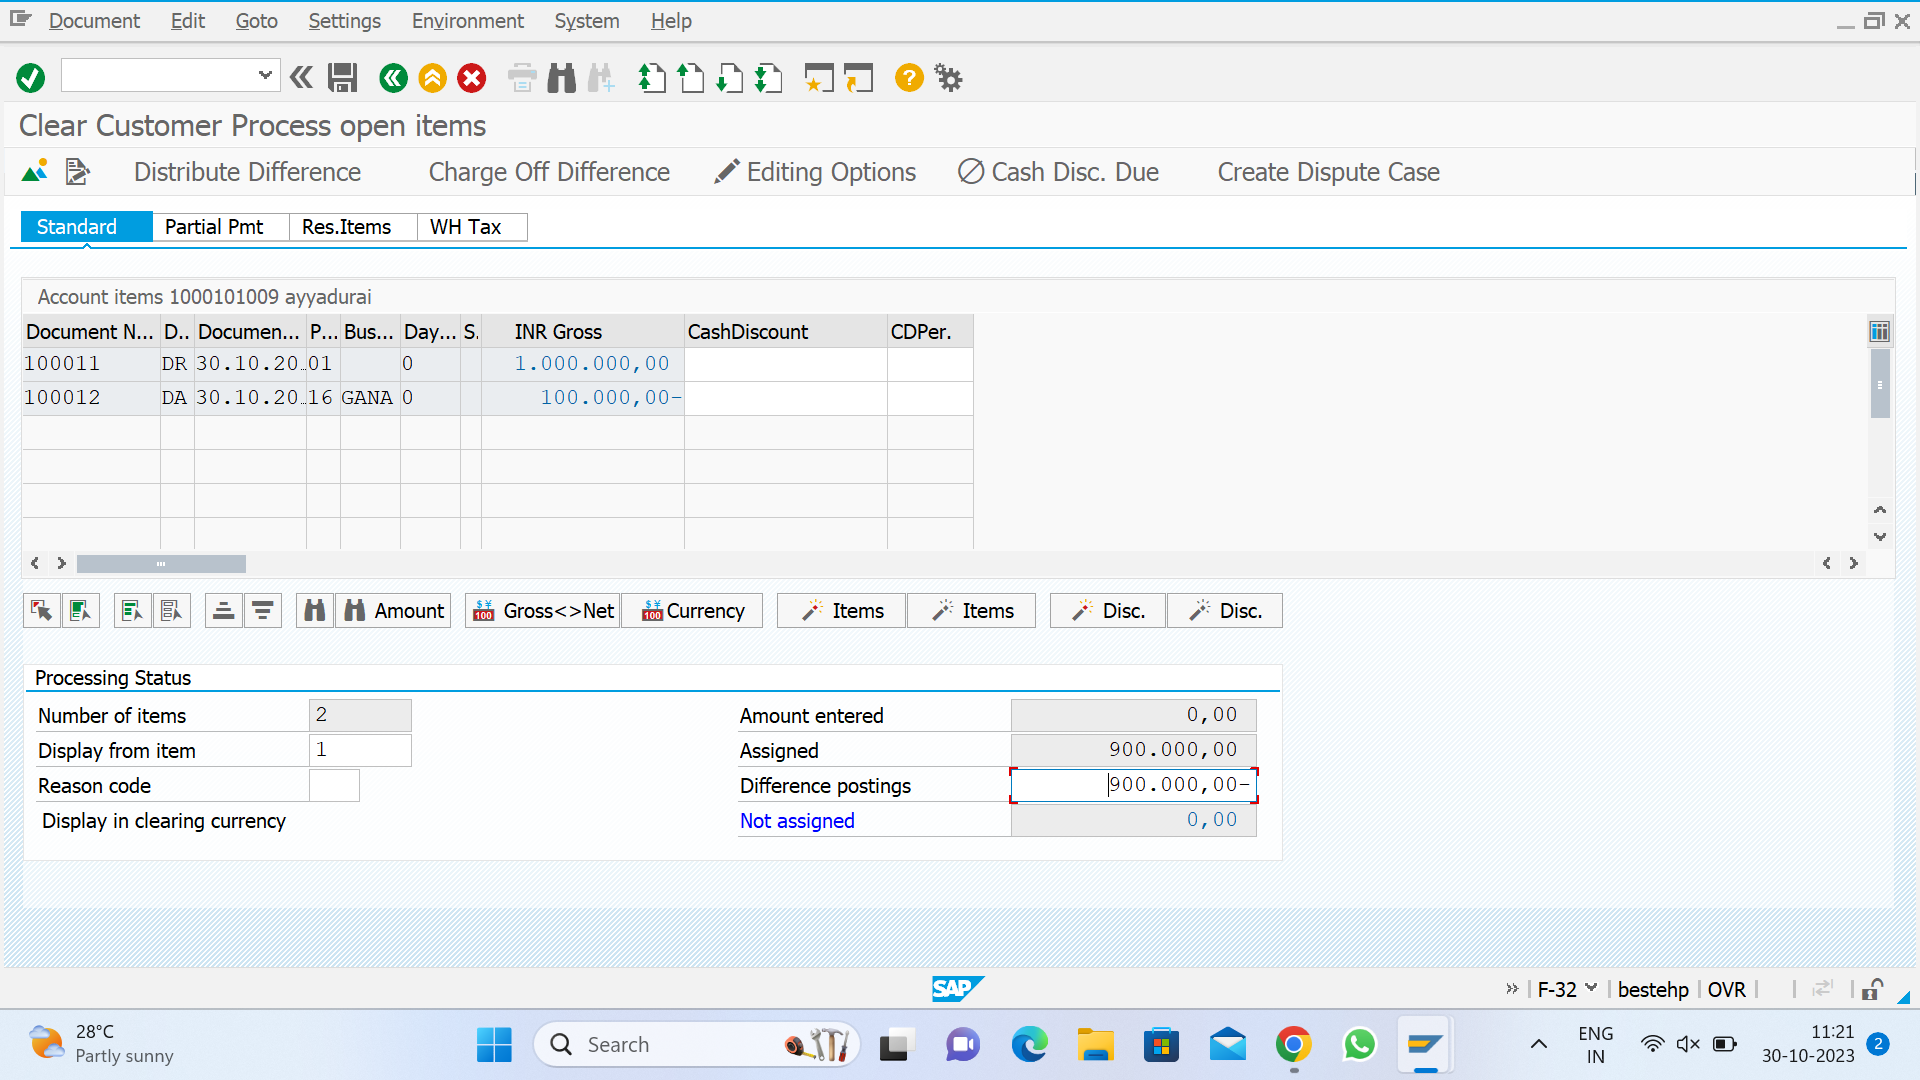 Document Edit Goto Settings Environment System Help
Clear Customer Process open items
Distribute Difference Charge Off Difference Editing Options Cash Disc. Due Create Dispute Case
Standard Partial Pmt Res.Items WH Tax
Account items 1000101009 ayyadurai
Document N... D.. Documen... P... Bus... Day... S. INR Gross CashDiscount CDPer.
100011 DR 30.10.20… 01 0 1.000.000,00
100012 DA 30.10.20… 16 GANA 0 100.000,00-
Amount Gross<>Net Currency Items Items Disc. Disc.
Processing Status
Number of items 2 Amount entered 0,00
Display from item 1 Assigned 900.000,00
Reason code Difference postings 900.000,00-
Display in clearing currency Not assigned 0,00
SAP F-32 bestehp OVR
28°C
Partly sunny
Search
ENG
IN
11:21
30-10-2023
2